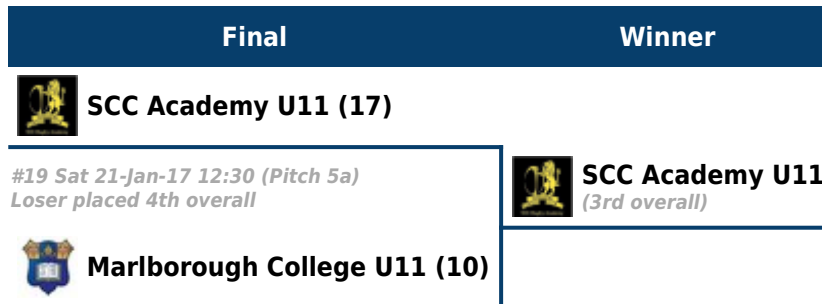 Final
Winner
SCC Academy U11 (17)
#19 Sat 21-Jan-17 12:30 (Pitch 5a)
Loser placed 4th overall
SCC Academy U11
(3rd overall)
Marlborough College U11 (10)